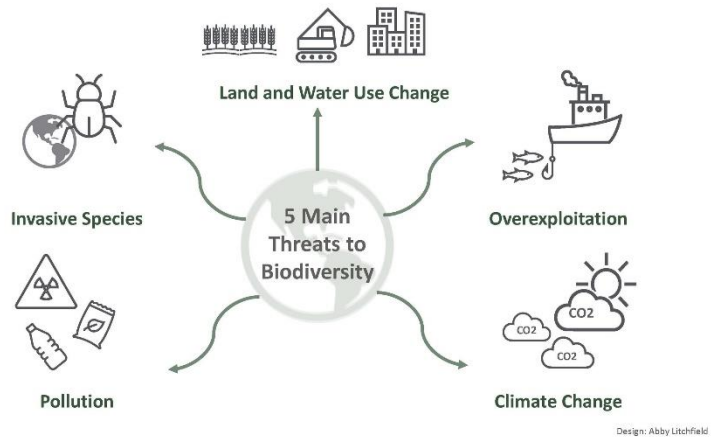 Land and Water Use Change
Invasive Species
5 Main
Threats to
Biodiversity
Overexploitation
CO2
CO2
CO2
Pollution
Climate Change
Design: Abby Litchfield